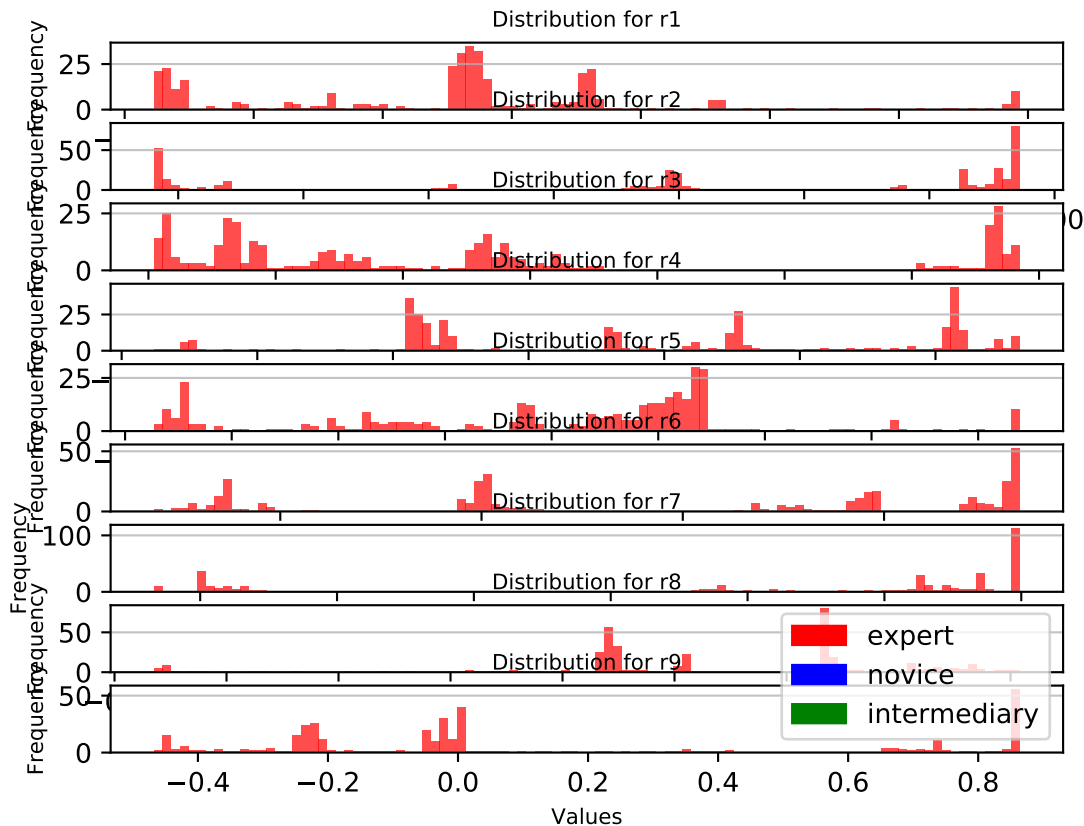 Distribution for r1
Frequency
25
0
Distribution for r2
Frequency
50
0
Distribution for r3
Frequency
00
25
0
Distribution for r4
Frequency
25
0
Distribution for r5
Frequency
25
0
Distribution for r6
Frequency
50
0
Distribution for r7
Frequency
100
0
Distribution for r8
Frequency
50
0
Distribution for r9
Frequency
50
0
expert
novice
intermediary
−0.4 −0.2 0.0 0.2 0.4 0.6 0.8
Values